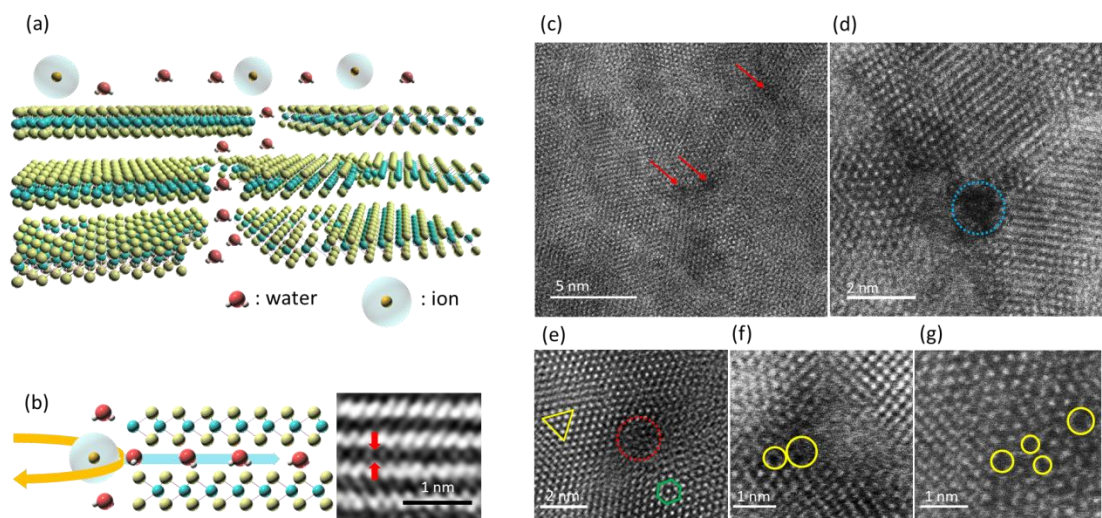 (a)
: water
: ion
(b)
1 nm
(c)
5 nm
(d)
2 nm
(e)
2 nm
(f)
1 nm
(g)
1 nm